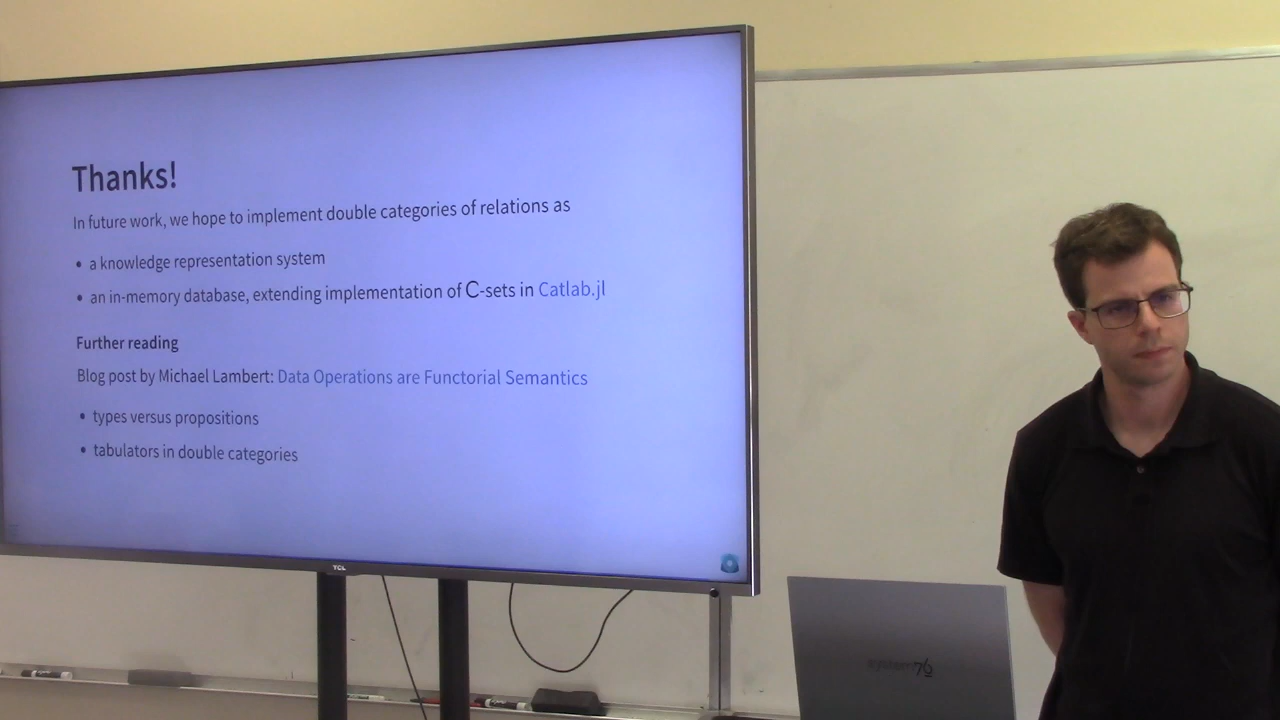 Thanks!
In future work, we hope to implement double categories of relations as
• a knowledge representation system
• an in-memory database, extending implementation of C-sets in Catlab.jl
Further reading
Blog post by Michael Lambert: Data Operations are Functorial Semantics
• types versus propositions
• tabulators in double categories
TCL
system76